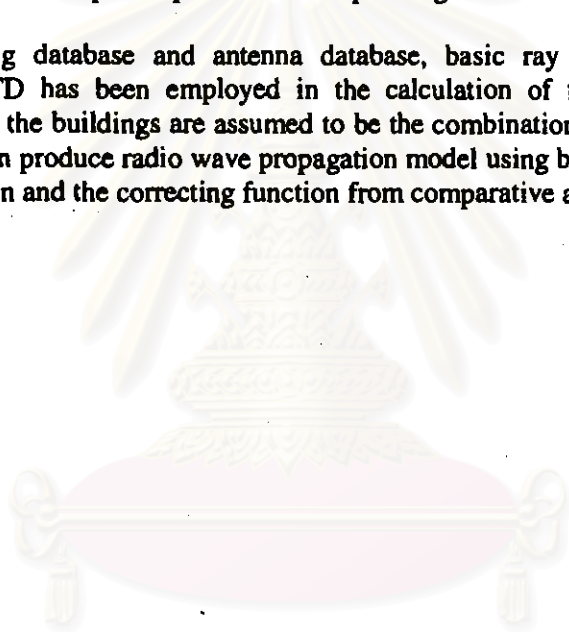 g database and antenna database, basic ray
TD has been employed in the calculation of
the buildings are assumed to be the combination
n produce radio wave propagation model using b
n and the correcting function from comparative a